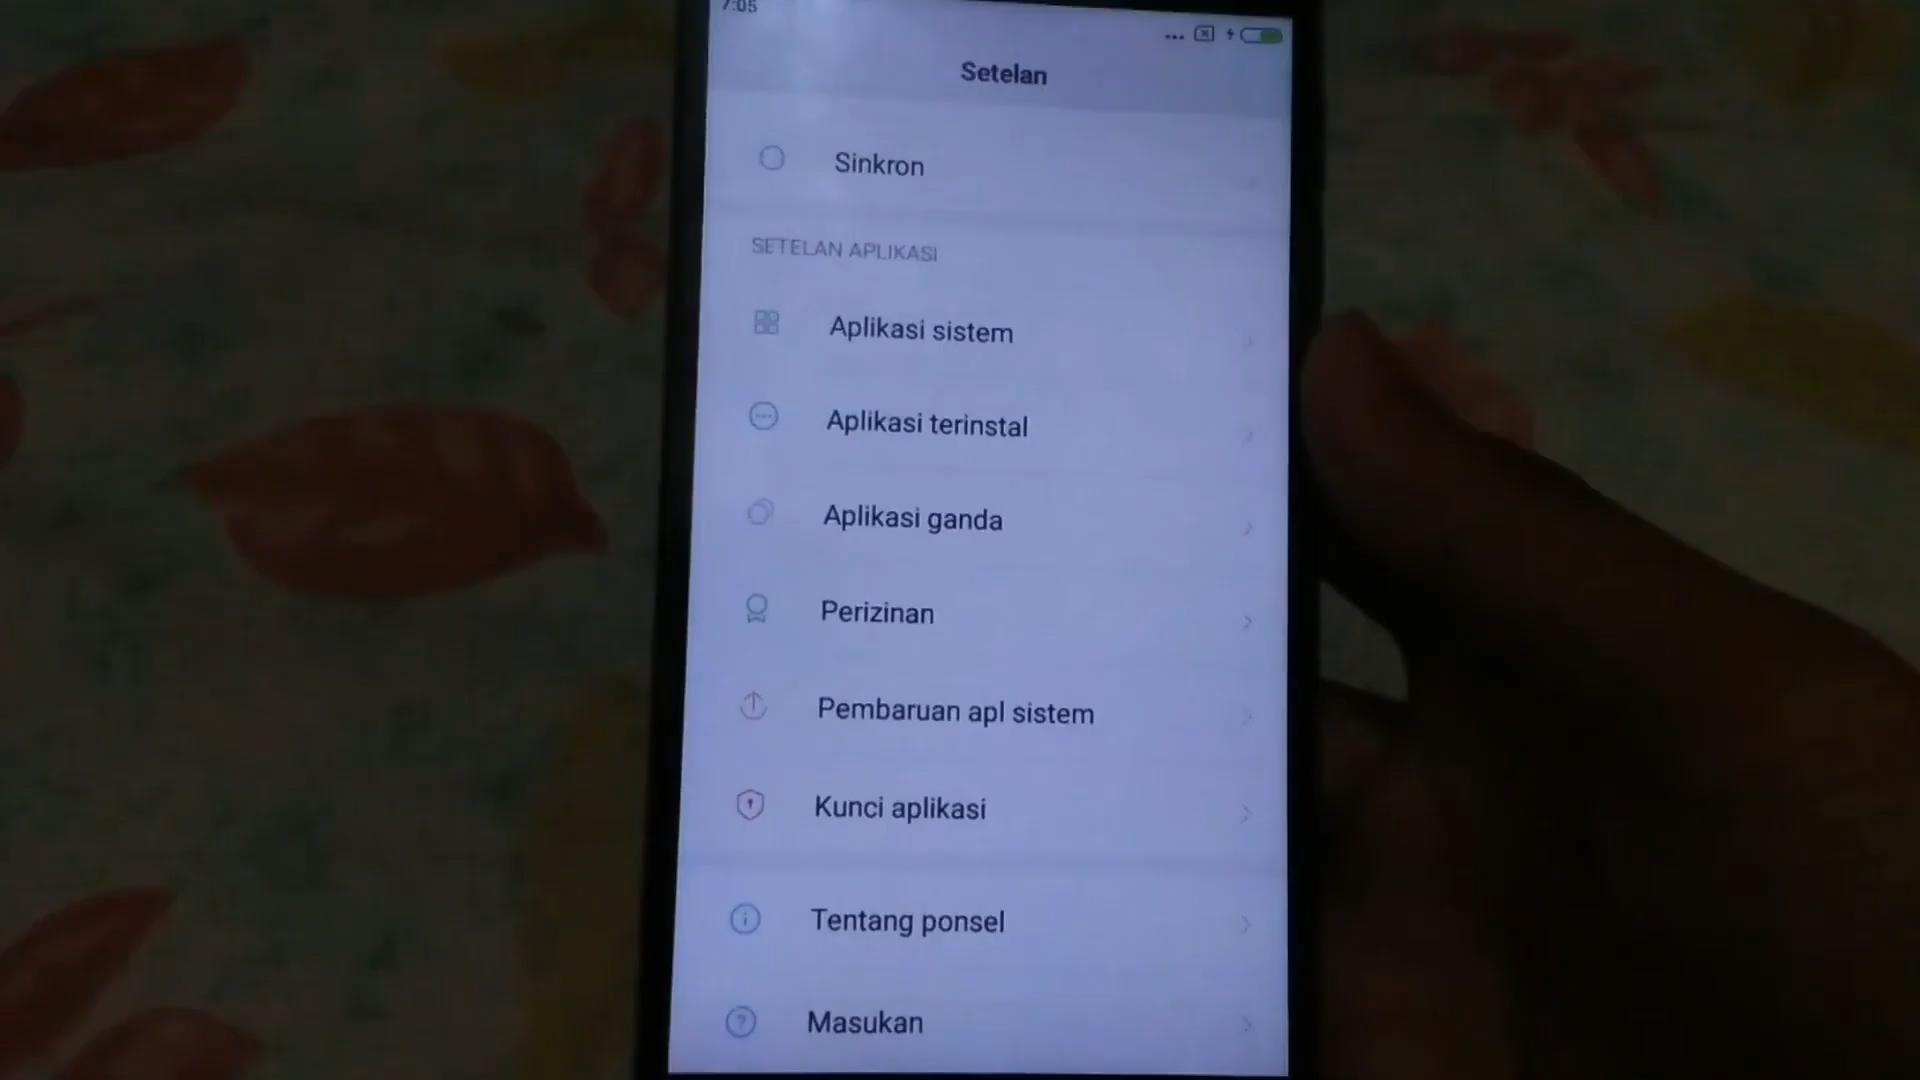 7:05
Setelan
Sinkron
SETELAN APLIKASI
Aplikasi sistem
Aplikasi terinstal
Aplikasi ganda
Perizinan
Pembaruan apl sistem
Kunci aplikasi
Tentang ponsel
Masukan